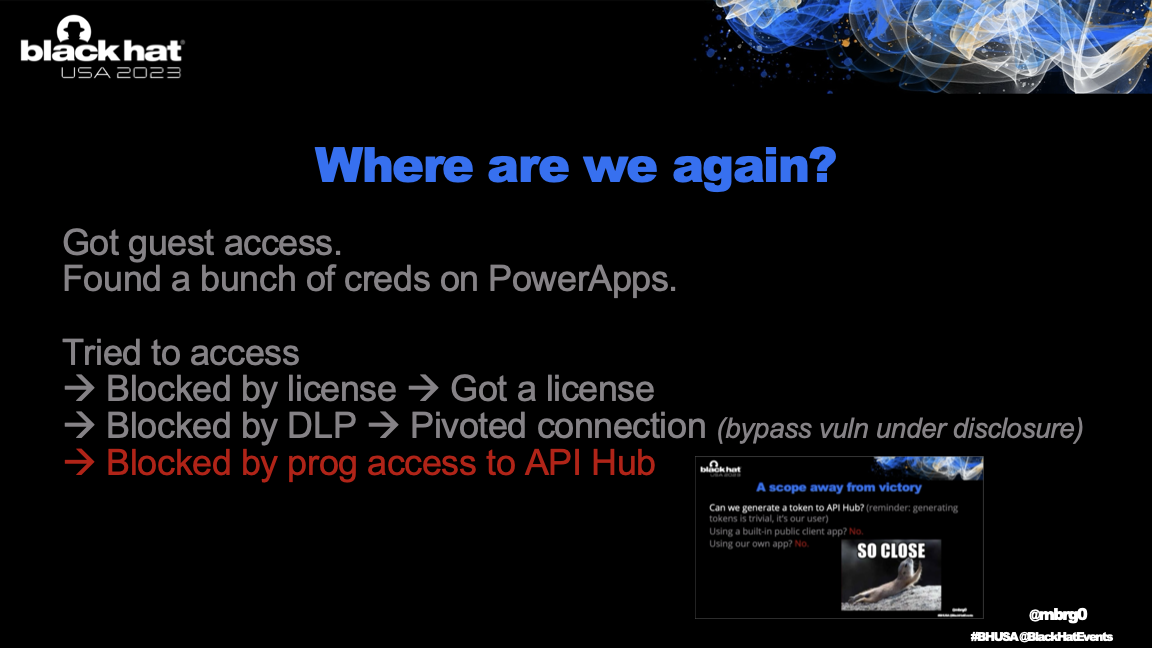 black hat®
USA 2023
Where are we again?
Got guest access.
Found a bunch of creds on PowerApps.
Tried to access
→ Blocked by license → Got a license
→ Blocked by DLP → Pivoted connection (bypass vuln under disclosure)
→ Blocked by prog access to API Hub
black hat
USA 2023
A scope away from victory
Can we generate a token to API Hub? (reminder: generating
tokens is trivial, it's our user)
Using a built-in public client app? No.
Using our own app? No.
SO CLOSE
@mbrg0
#BHUSA @BlackHatEvents
@mbrg0
#BHUSA @BlackHatEvents